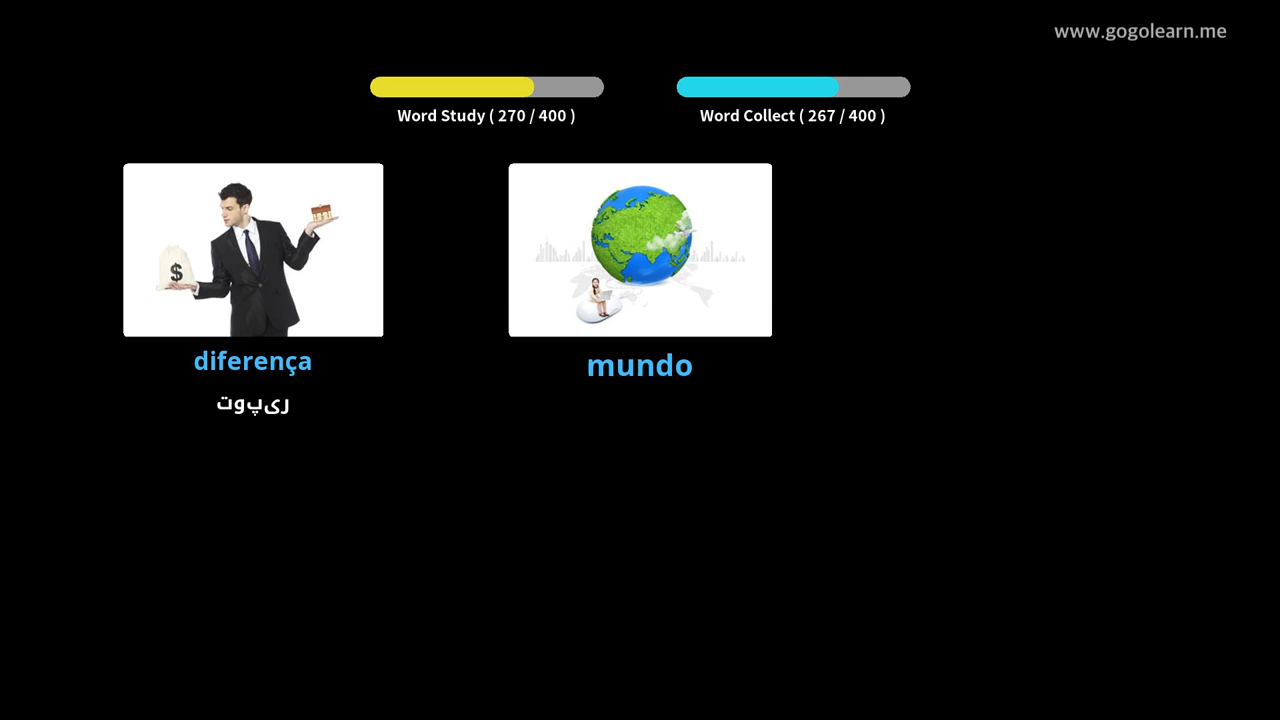 www.gogolearn.me
Word Study ( 270 / 400 )
Word Collect ( 267 / 400 )
$
diferença
mundo
ریپوت